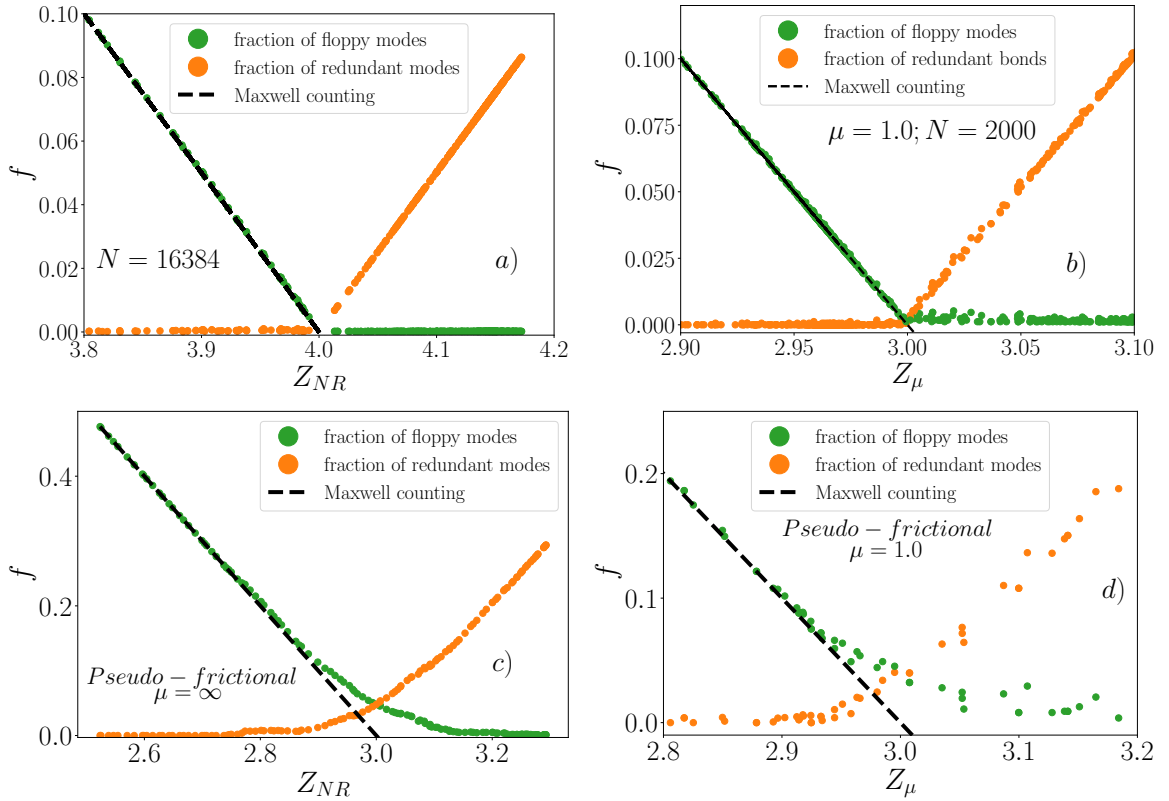 0.10
0.08
0.06
0.04
0.02
0.00
f
fraction of floppy modes
fraction of redundant modes
Maxwell counting
N = 16384
a)
3.8
3.9
4.0
4.1
4.2
Z_{NR}
0.100
0.075
0.050
0.025
0.000
f
fraction of floppy modes
fraction of redundant bonds
Maxwell counting
μ = 1.0; N = 2000
b)
2.90
2.95
3.00
3.05
3.10
Z_μ
0.4
0.2
0.0
f
fraction of floppy modes
fraction of redundant modes
Maxwell counting
Pseudo − frictional
μ = ∞
c)
2.6
2.8
3.0
3.2
Z_{NR}
0.2
0.1
0.0
f
fraction of floppy modes
fraction of redundant modes
Maxwell counting
Pseudo − frictional
μ = 1.0
d)
2.8
2.9
3.0
3.1
3.2
Z_μ